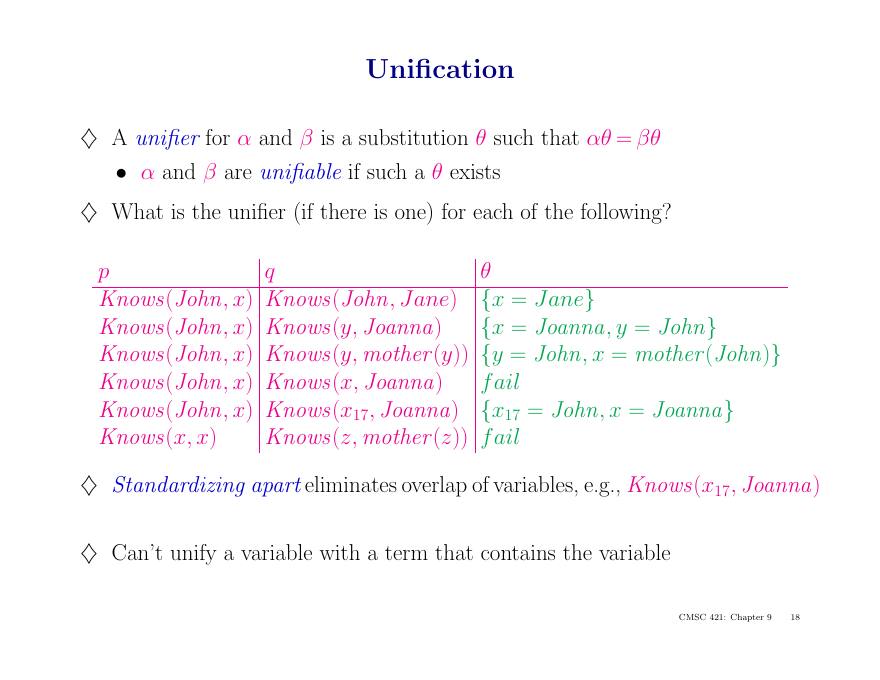 Unification
♢ A unifier for α and β is a substitution θ such that αθ = βθ
• α and β are unifiable if such a θ exists
♢ What is the unifier (if there is one) for each of the following?
p q θ
Knows(John, x) Knows(John, Jane) {x = Jane}
Knows(John, x) Knows(y, Joanna) {x = Joanna, y = John}
Knows(John, x) Knows(y, mother(y)) {y = John, x = mother(John)}
Knows(John, x) Knows(x, Joanna) fail
Knows(John, x) Knows(x₁₇, Joanna) {x₁₇ = John, x = Joanna}
Knows(x, x) Knows(z, mother(z)) fail
♢ Standardizing apart eliminates overlap of variables, e.g., Knows(x₁₇, Joanna)
♢ Can't unify a variable with a term that contains the variable
CMSC 421: Chapter 9 18